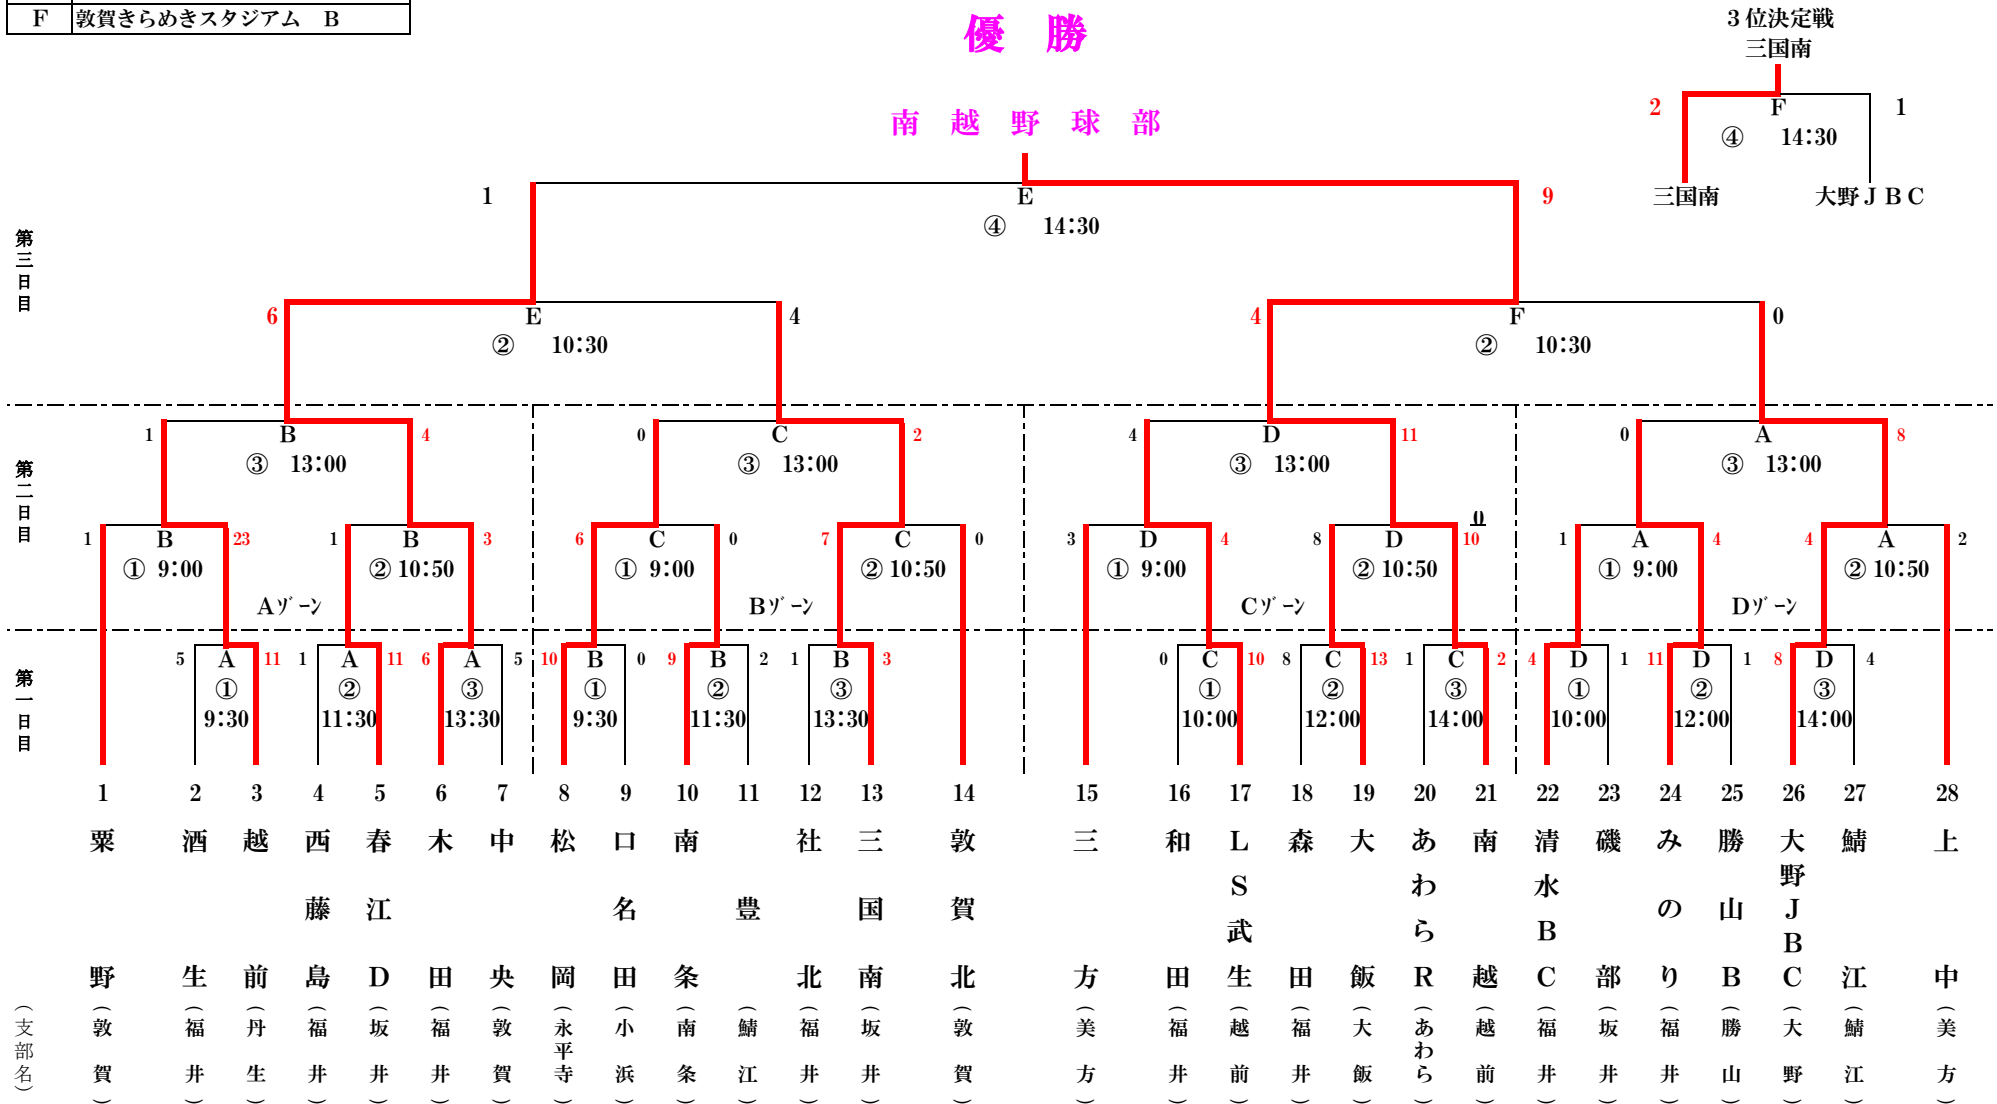 F 敦賀きらめきスタジアム B
優 勝
南 越 野 球 部
3位決定戦
三国南
2 F 1
④ 14:30
三国南 大野JBC
1 E 9
④ 14:30
第三日目
6 E 4 4 F 0
② 10:30 ② 10:30
第二日目
1 B 4 0 C 2 4 D 11 0 A 8
③ 13:00 ③ 13:00 ③ 13:00 ③ 13:00
0
1 B 23 1 B 3 6 C 0 7 C 0 3 D 4 8 D 10 1 A 4 4 A 2
① 9:00 ② 10:50 ① 9:00 ② 10:50 ① 9:00 ② 10:50 ① 9:00 ② 10:50
Aゾーン Bゾーン Cゾーン Dゾーン
第一日目
5 A 11 1 A 11 6 A 5 10 B 0 9 B 2 1 B 3 0 C 10 8 C 13 1 C 2 4 D 1 11 D 1 8 D 4
① ② ③ ① ② ③ ① ② ③ ① ② ③
9:30 11:30 13:30 9:30 11:30 13:30 10:00 12:00 14:00 10:00 12:00 14:00
1 2 3 4 5 6 7 8 9 10 11 12 13 14 15 16 17 18 19 20 21 22 23 24 25 26 27 28
粟野(敦賀)
酒生(福井)
越前(丹生)
西藤島(福井)
春江D(坂井)
木田(福井)
中央(敦賀)
松岡(永平寺)
口名田(小浜)
南条(南条)
豊(鯖江)
社北(福井)
三国南(坂井)
敦賀北(敦賀)
三方(美方)
和田(福井)
LS武生(越前)
森田(福井)
大飯(大飯)
あわらR(あわら)
南越(越前)
清水BC(福井)
磯部(坂井)
みのり(福井)
勝山B(勝山)
大野JBC(大野)
鯖江(鯖江)
上中(美方)
(支部名)